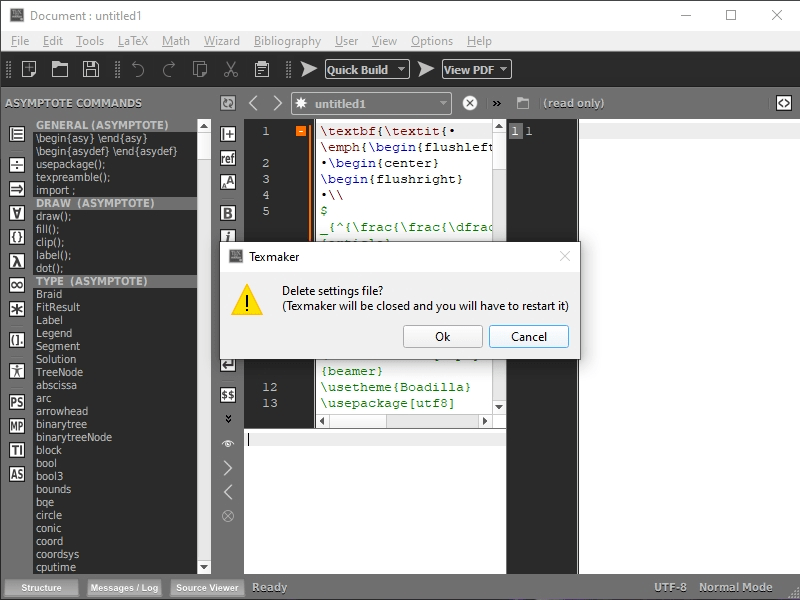 Document : untitled1
File Edit Tools LaTeX Math Wizard Bibliography User View Options Help
Quick Build View PDF
ASYMPTOTE COMMANDS
untitled1
»
(read only)
GENERAL (ASYMPTOTE)
\begin{asy} \end{asy}
\begin{asydef} \end{asydef}
usepackage();
texpreamble();
import ;
DRAW (ASYMPTOTE)
draw();
fill();
clip();
label();
dot();
TYPE (ASYMPTOTE)
Braid
FitResult
Label
Legend
Segment
Solution
TreeNode
abscissa
arc
arrowhead
binarytree
binarytreeNode
block
bool
bool3
bounds
bqe
circle
conic
coord
coordsys
cputime
PS
MP
TI
AS
ref
B
i
$$
1 \textbf{\textit{•
\emph{\begin{flushleft
2 •\begin{center}
3 \begin{flushright}
4 •\\
5 $
_{^{\frac{\frac{\dfrac
{beamer}
12 \usetheme{Boadilla}
13 \usepackage[utf8]
1 1
Texmaker
Delete settings file?
(Texmaker will be closed and you will have to restart it)
Ok Cancel
Structure Messages / Log Source Viewer Ready UTF-8 Normal Mode